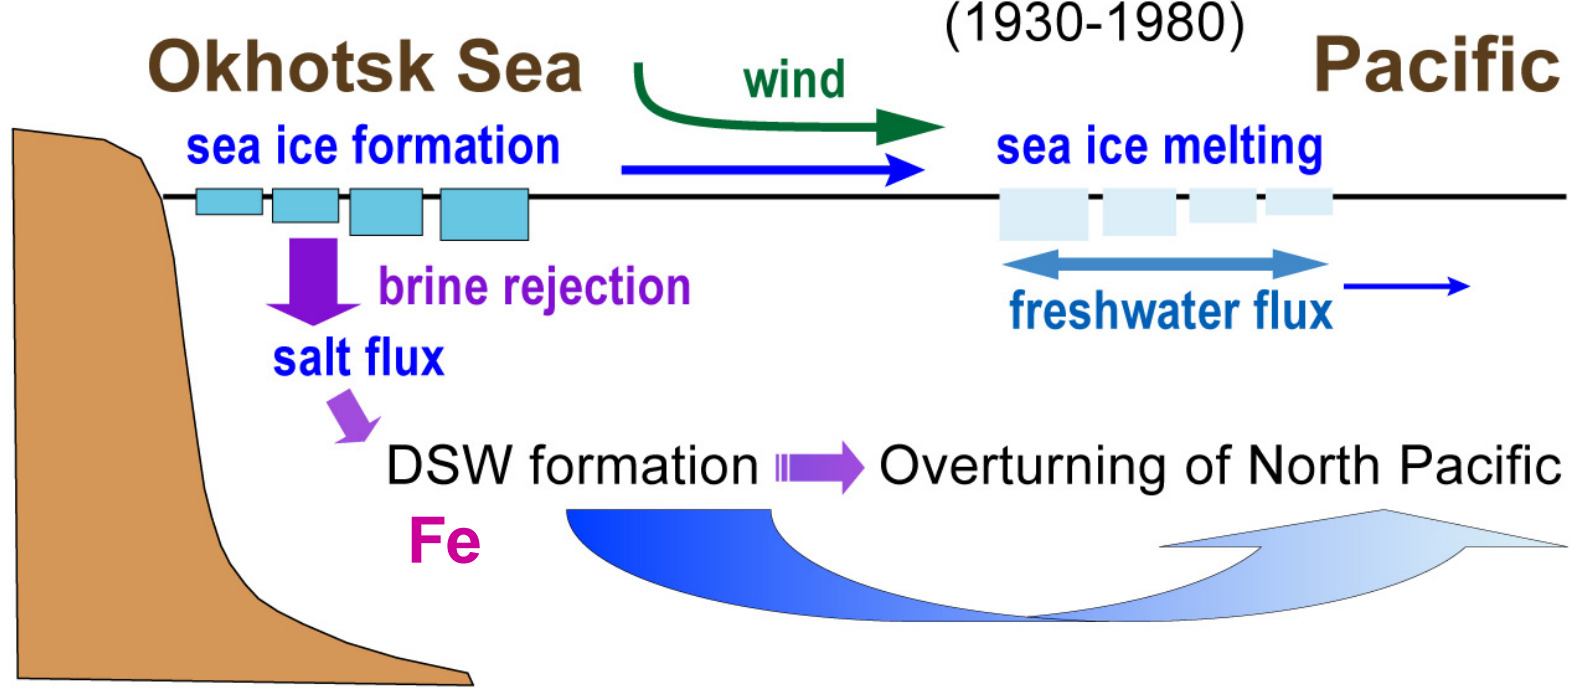 (1930-1980)
Okhotsk Sea
wind
Pacific
sea ice formation
sea ice melting
brine rejection
freshwater flux
salt flux
DSW formation
Overturning of North Pacific
Fe